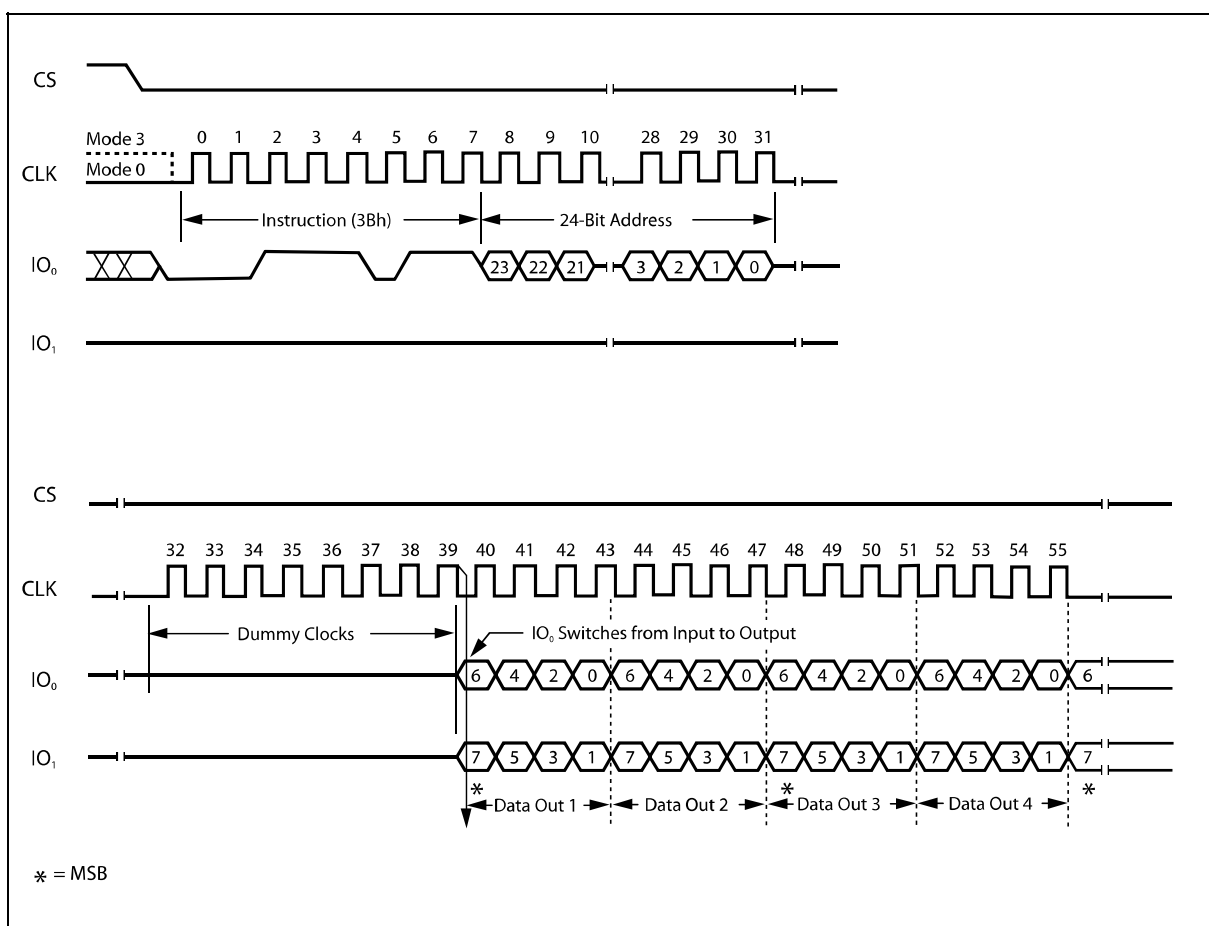 CS
Mode 3
0 1 2 3 4 5 6 7 8 9 10 28 29 30 31
Mode 0
CLK
Instruction (3Bh) 24-Bit Address
IO₀ 23 22 21 3 2 1 0
IO₁
CS
32 33 34 35 36 37 38 39 40 41 42 43 44 45 46 47 48 49 50 51 52 53 54 55
CLK
Dummy Clocks IO₀ Switches from Input to Output
IO₀ 6 4 2 0 6 4 2 0 6 4 2 0 6 4 2 0 6
IO₁ 7 5 3 1 7 5 3 1 7 5 3 1 7 5 3 1 7
* * *
Data Out 1 Data Out 2 Data Out 3 Data Out 4
* = MSB